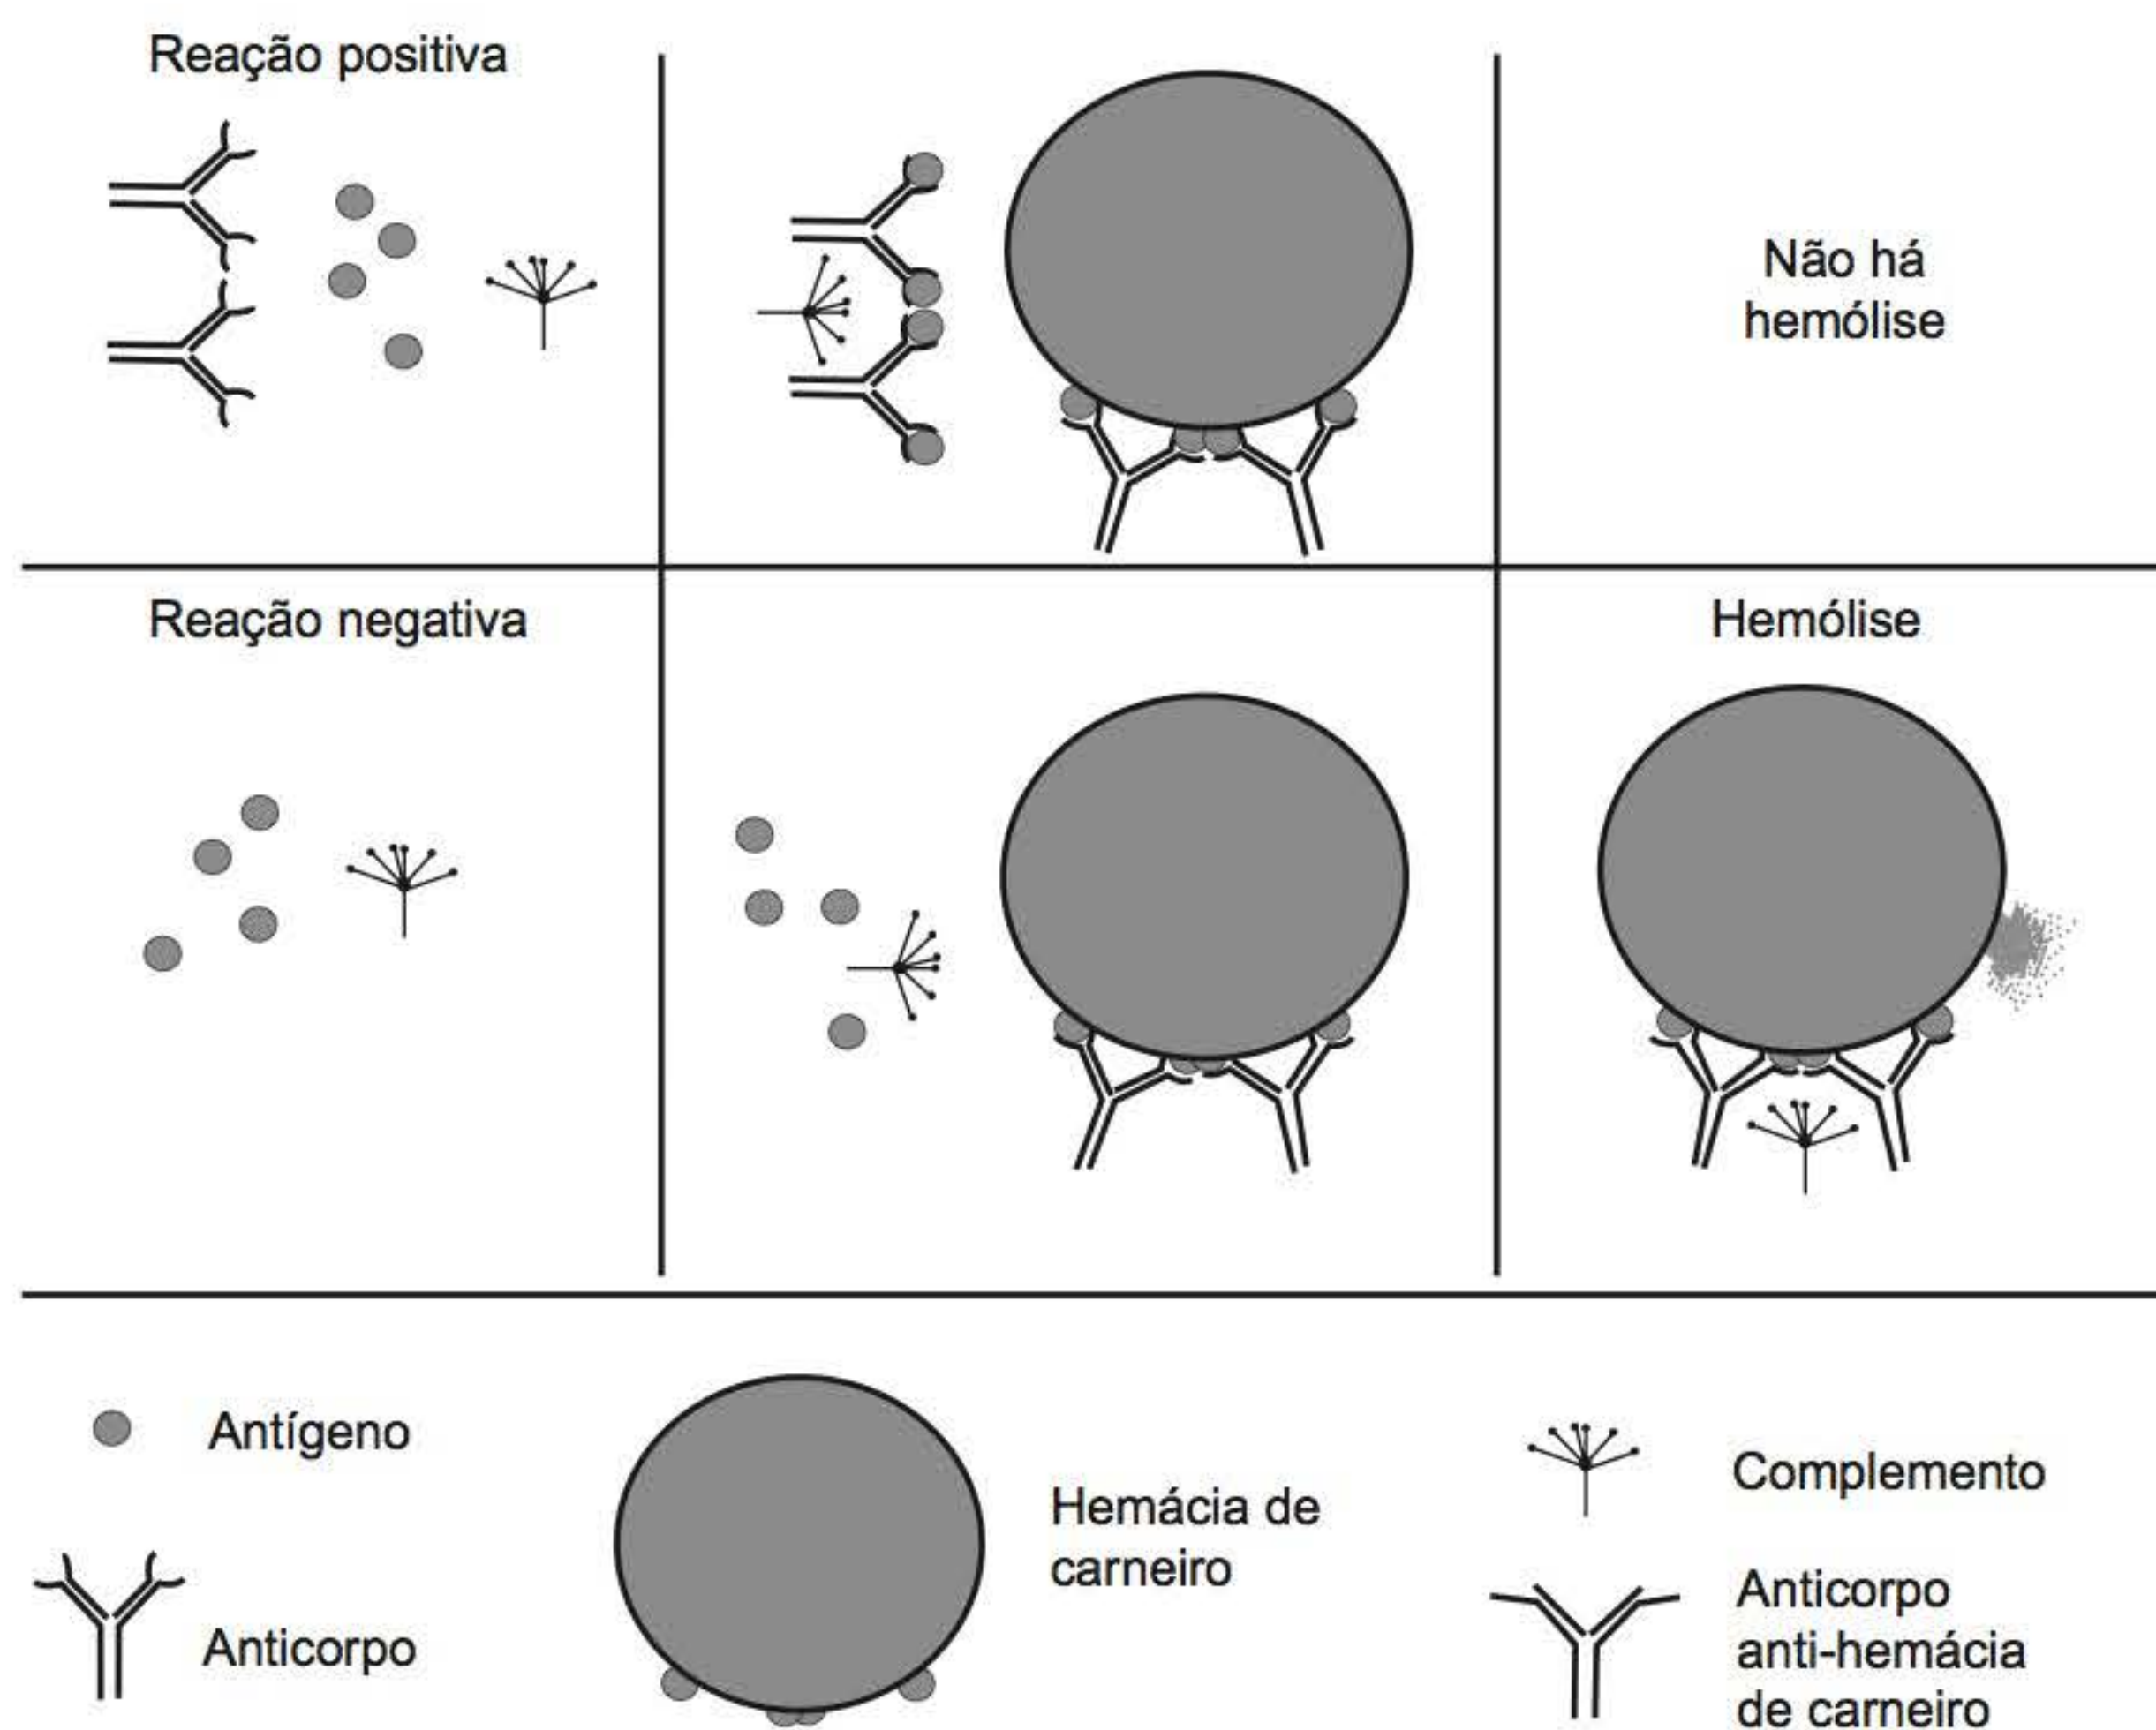 Reação positiva
Não há
hemólise
Reação negativa
Hemólise
Antígeno
Anticorpo
Hemácia de
carneiro
Complemento
Anticorpo
anti-hemácia
de carneiro